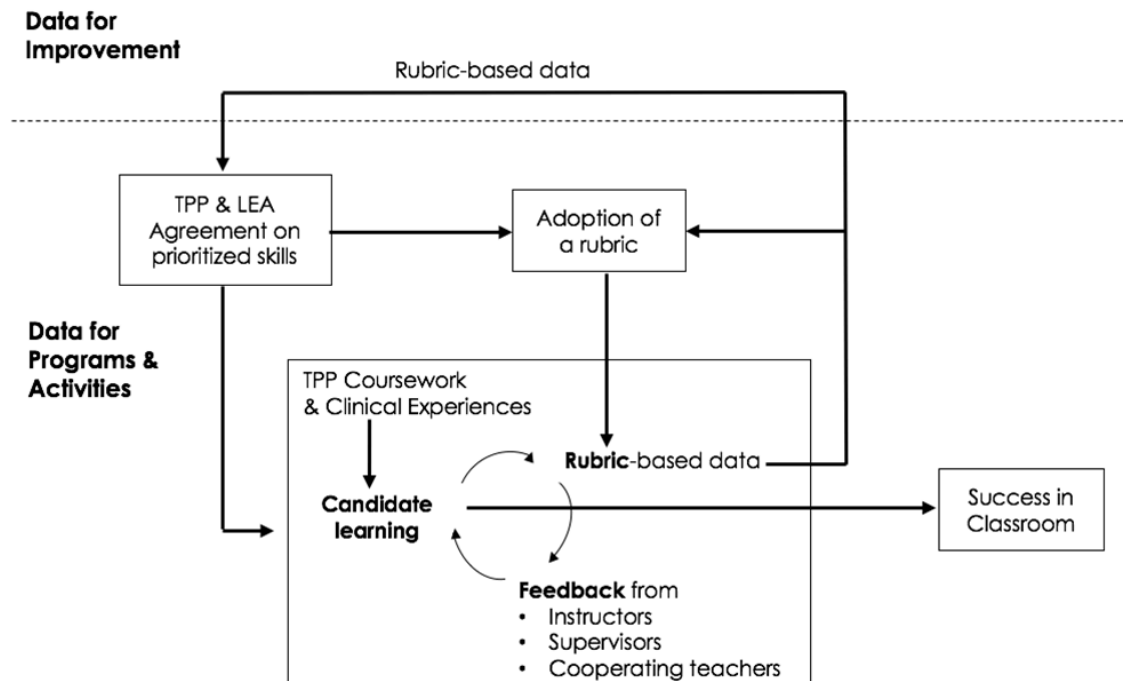 Data for
Improvement
Rubric-based data
TPP & LEA
Agreement on
prioritized skills
Adoption of
a rubric
Data for
Programs &
Activities
TPP Coursework
& Clinical Experiences
Rubric-based data
Candidate
learning
Success in
Classroom
Feedback from
• Instructors
• Supervisors
• Cooperating teachers